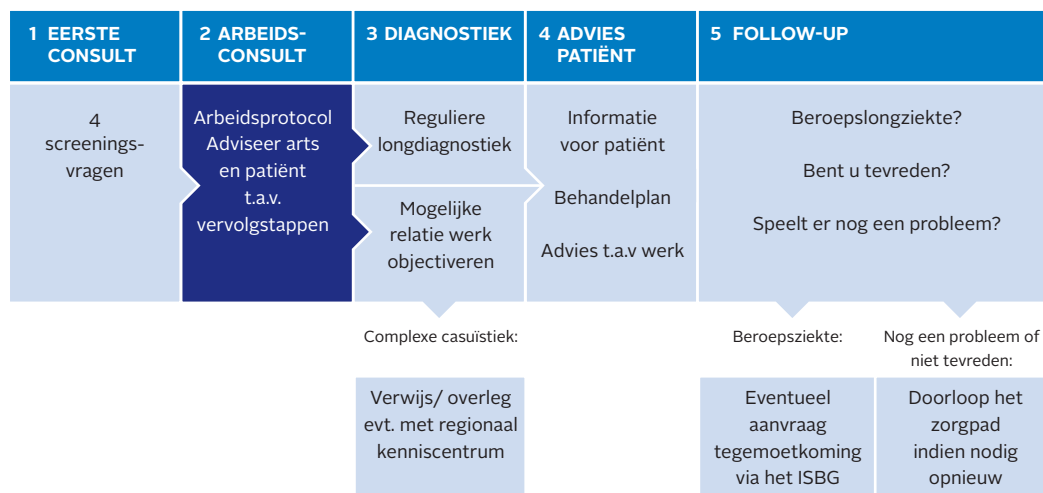 1 EERSTE
CONSULT
2 ARBEIDS-
CONSULT
3 DIAGNOSTIEK
4 ADVIES
PATIËNT
5 FOLLOW-UP
4
screenings-
vragen
Arbeidsprotocol
Adviseer arts
en patiënt
t.a.v.
vervolgstappen
Reguliere
longdiagnostiek
Mogelijke
relatie werk
objectiveren
Informatie
voor patiënt
Behandelplan
Advies t.a.v werk
Beroepslongziekte?
Bent u tevreden?
Speelt er nog een probleem?
Complexe casuïstiek:
Verwijs/ overleg
evt. met regionaal
kenniscentrum
Beroepsziekte:
Eventueel
aanvraag
tegemoetkoming
via het ISBG
Nog een probleem of
niet tevreden:
Doorloop het
zorgpad
indien nodig
opnieuw